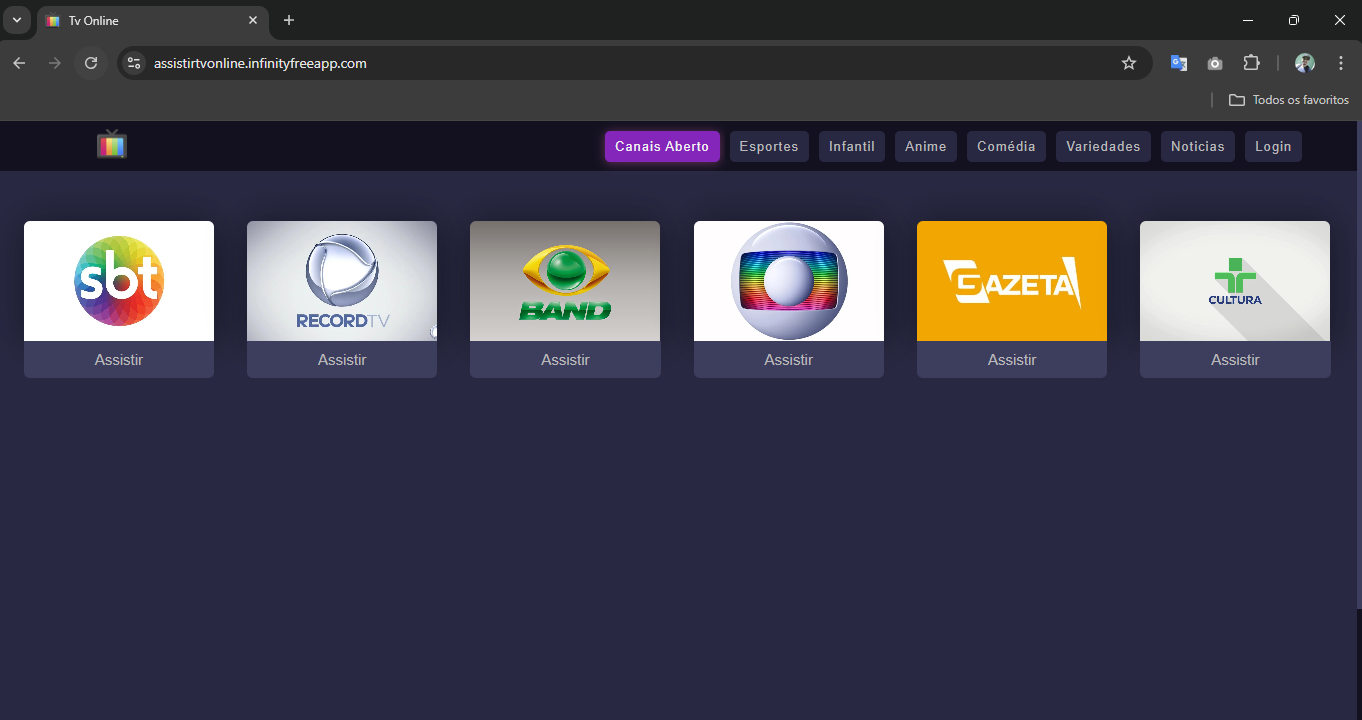 Tv Online
assistirtvonline.infinityfreeapp.com
Todos os favoritos
Canais Aberto Esportes Infantil Anime Comédia Variedades Noticias Login
sbt RECORDTV BAND GAZETA CULTURA
Assistir Assistir Assistir Assistir Assistir Assistir